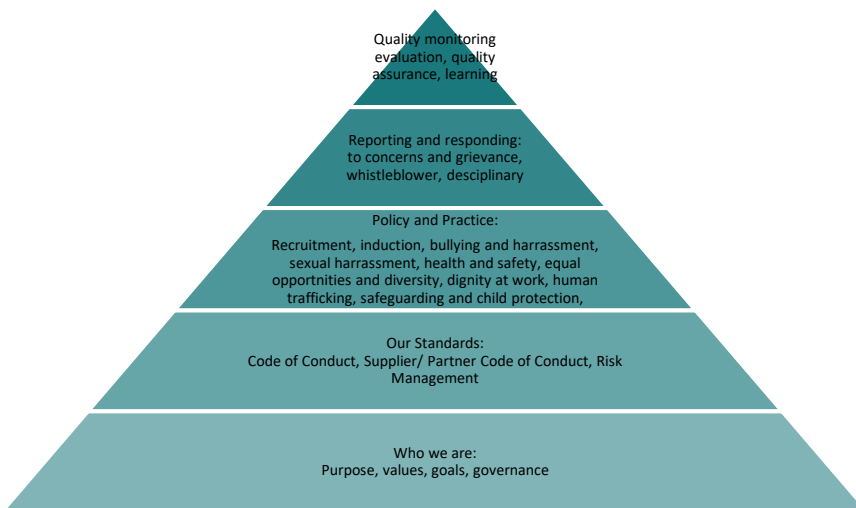 Quality monitoring
evaluation, quality
assurance, learning
Reporting and responding:
to concerns and grievance,
whistleblower, desciplinary
Policy and Practice:
Recruitment, induction, bullying and harrassment,
sexual harrassment, health and safety, equal
opportnities and diversity, dignity at work, human
trafficking, safeguarding and child protection,
Our Standards:
Code of Conduct, Supplier/ Partner Code of Conduct, Risk
Management
Who we are:
Purpose, values, goals, governance